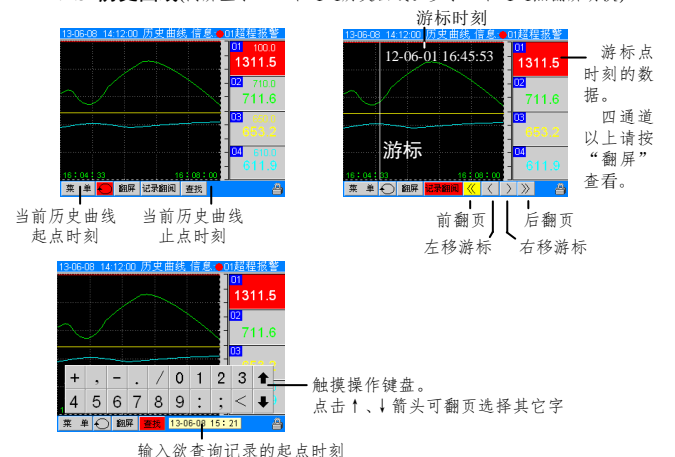 13-06-08 14:12:00 历史曲线 信息:●01超程报警
01 100.0
1311.5
02 710.0
711.6
03 650.0
653.2
04 610.0
611.9
16:04:33 16:08:00
菜 单 翻屏 记录翻阅 查找
当前历史曲线 当前历史曲线
起点时刻 止点时刻
游标时刻
13-06-08 14:12:00 历史曲线 信息:●01超程报警
12-06-01 16:45:53
01
1311.5
02
711.6
03
653.2
04
611.9
游标
16:04:33 16:08:00
菜 单 翻屏 记录翻阅 《 〈 〉 》
游标点
时刻的数
据。
四通道
以上请按
“翻屏”
查看。
前翻页 后翻页
左移游标 右移游标
13-06-08 14:12:00 历史曲线 信息:●01超程报警
01
1311.5
02
711.6
03
+ , - . / 0 1 2 3 ↑
4 5 6 7 8 9 : ; < ↓
菜 单 翻屏 查找 13-06-08 15:21
触摸操作键盘。
点击↑、↓箭头可翻页选择其它字
输入欲查询记录的起点时刻